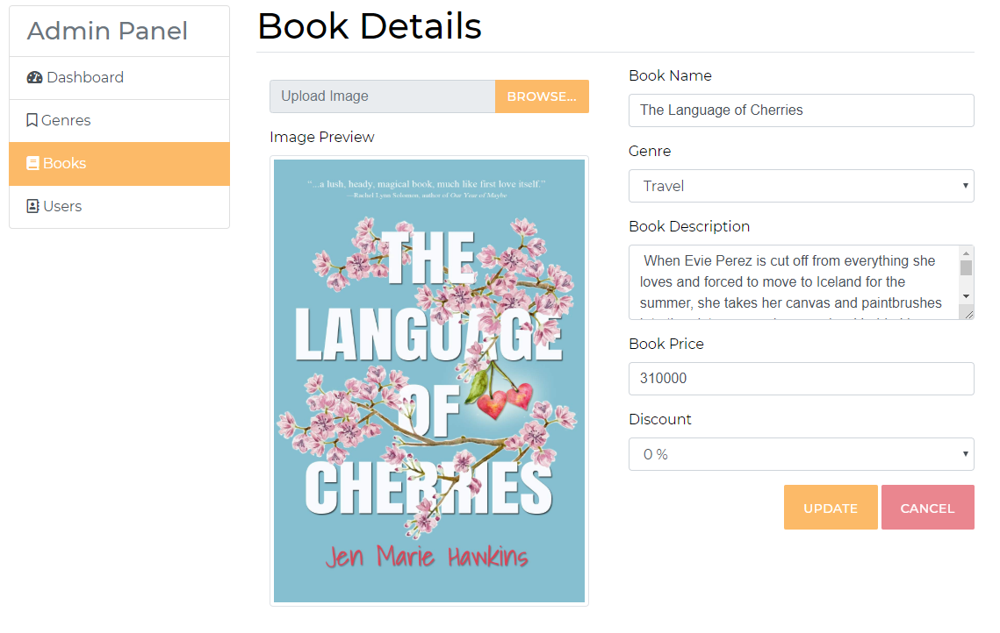 Admin Panel
Dashboard
Genres
Books
Users
Book Details
Upload Image
BROWSE...
Image Preview
“...a lush, heady, magical book, much like first love itself.”
—Rachel Lynn Solomon, author of Our Year of Maybe
THE
LANGUAGE
OF
CHERRIES
Jen Marie Hawkins
Book Name
The Language of Cherries
Genre
Travel
Book Description
When Evie Perez is cut off from everything she
loves and forced to move to Iceland for the
summer, she takes her canvas and paintbrushes
Book Price
310000
Discount
0 %
UPDATE
CANCEL